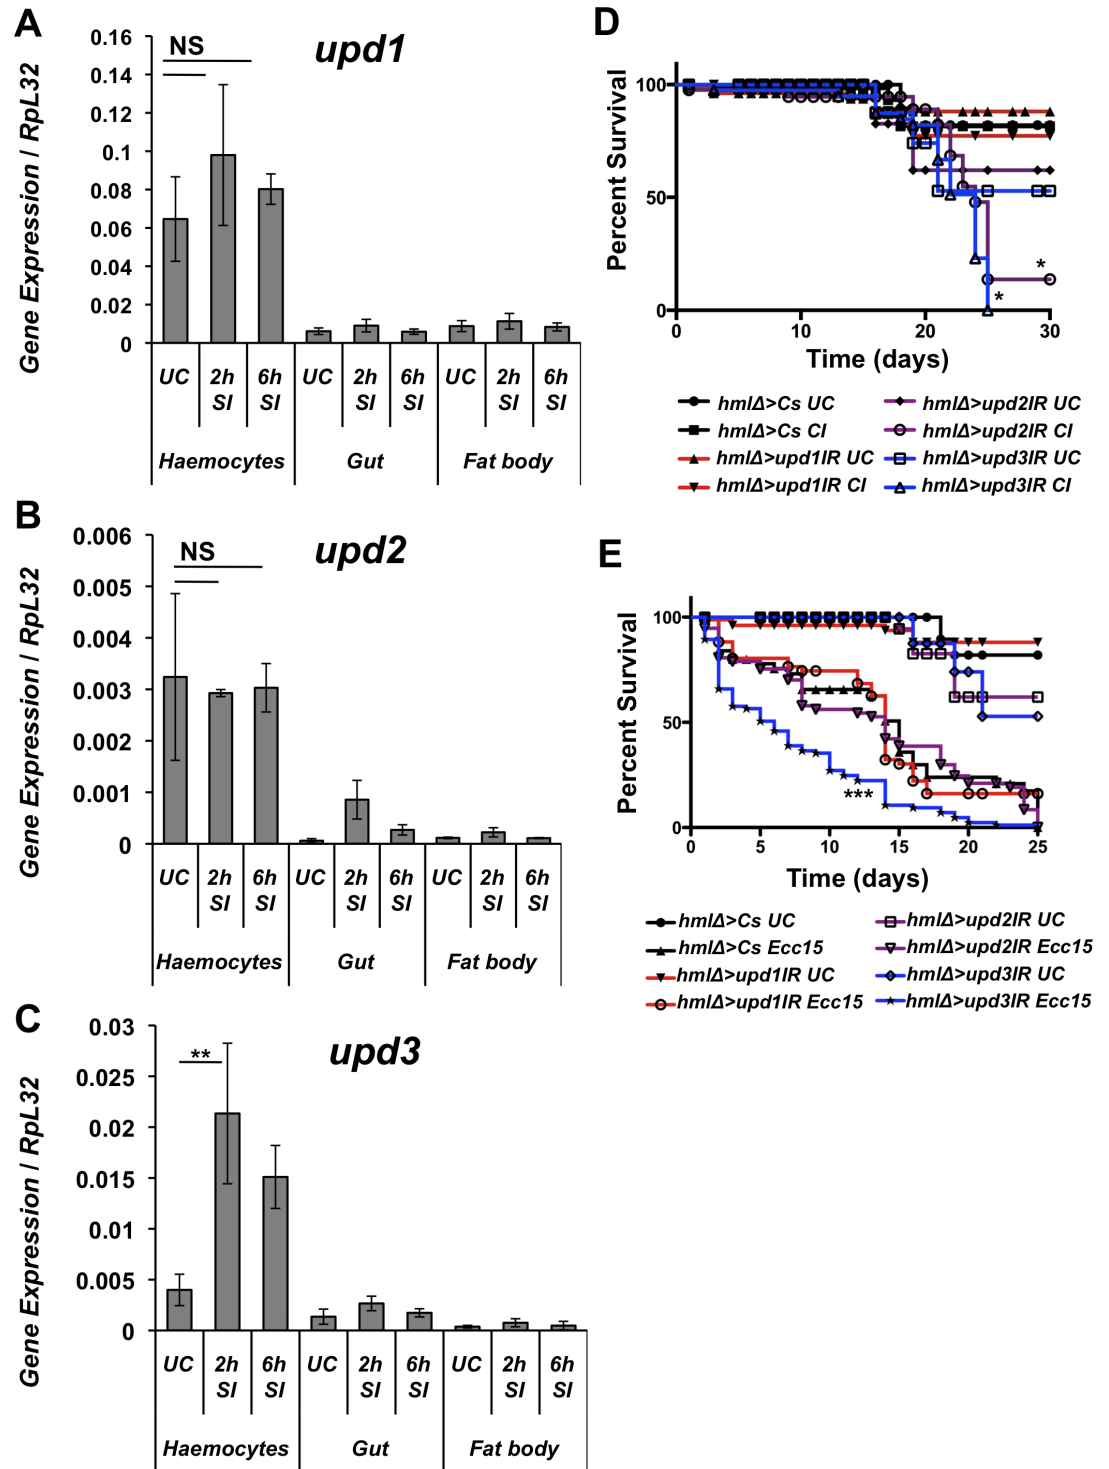 A
upd1
Gene Expression / RpL32
0.16
0.14
0.12
0.1
0.08
0.06
0.04
0.02
0
NS
UC 2h SI 6h SI UC 2h SI 6h SI UC 2h SI 6h SI
Haemocytes Gut Fat body
B
upd2
Gene Expression / RpL32
0.006
0.005
0.004
0.003
0.002
0.001
0
NS
UC 2h SI 6h SI UC 2h SI 6h SI UC 2h SI 6h SI
Haemocytes Gut Fat body
C
upd3
Gene Expression / RpL32
0.03
0.025
0.02
0.015
0.01
0.005
0
**
UC 2h SI 6h SI UC 2h SI 6h SI UC 2h SI 6h SI
Haemocytes Gut Fat body
D
Percent Survival
100
50
0
0 10 20 30
Time (days)
*
*
hmlΔ>Cs UC
hmlΔ>Cs CI
hmlΔ>upd1IR UC
hmlΔ>upd1IR CI
hmlΔ>upd2IR UC
hmlΔ>upd2IR CI
hmlΔ>upd3IR UC
hmlΔ>upd3IR CI
E
Percent Survival
100
50
0
0 5 10 15 20 25
Time (days)
***
hmlΔ>Cs UC
hmlΔ>Cs Ecc15
hmlΔ>upd1IR UC
hmlΔ>upd1IR Ecc15
hmlΔ>upd2IR UC
hmlΔ>upd2IR Ecc15
hmlΔ>upd3IR UC
hmlΔ>upd3IR Ecc15